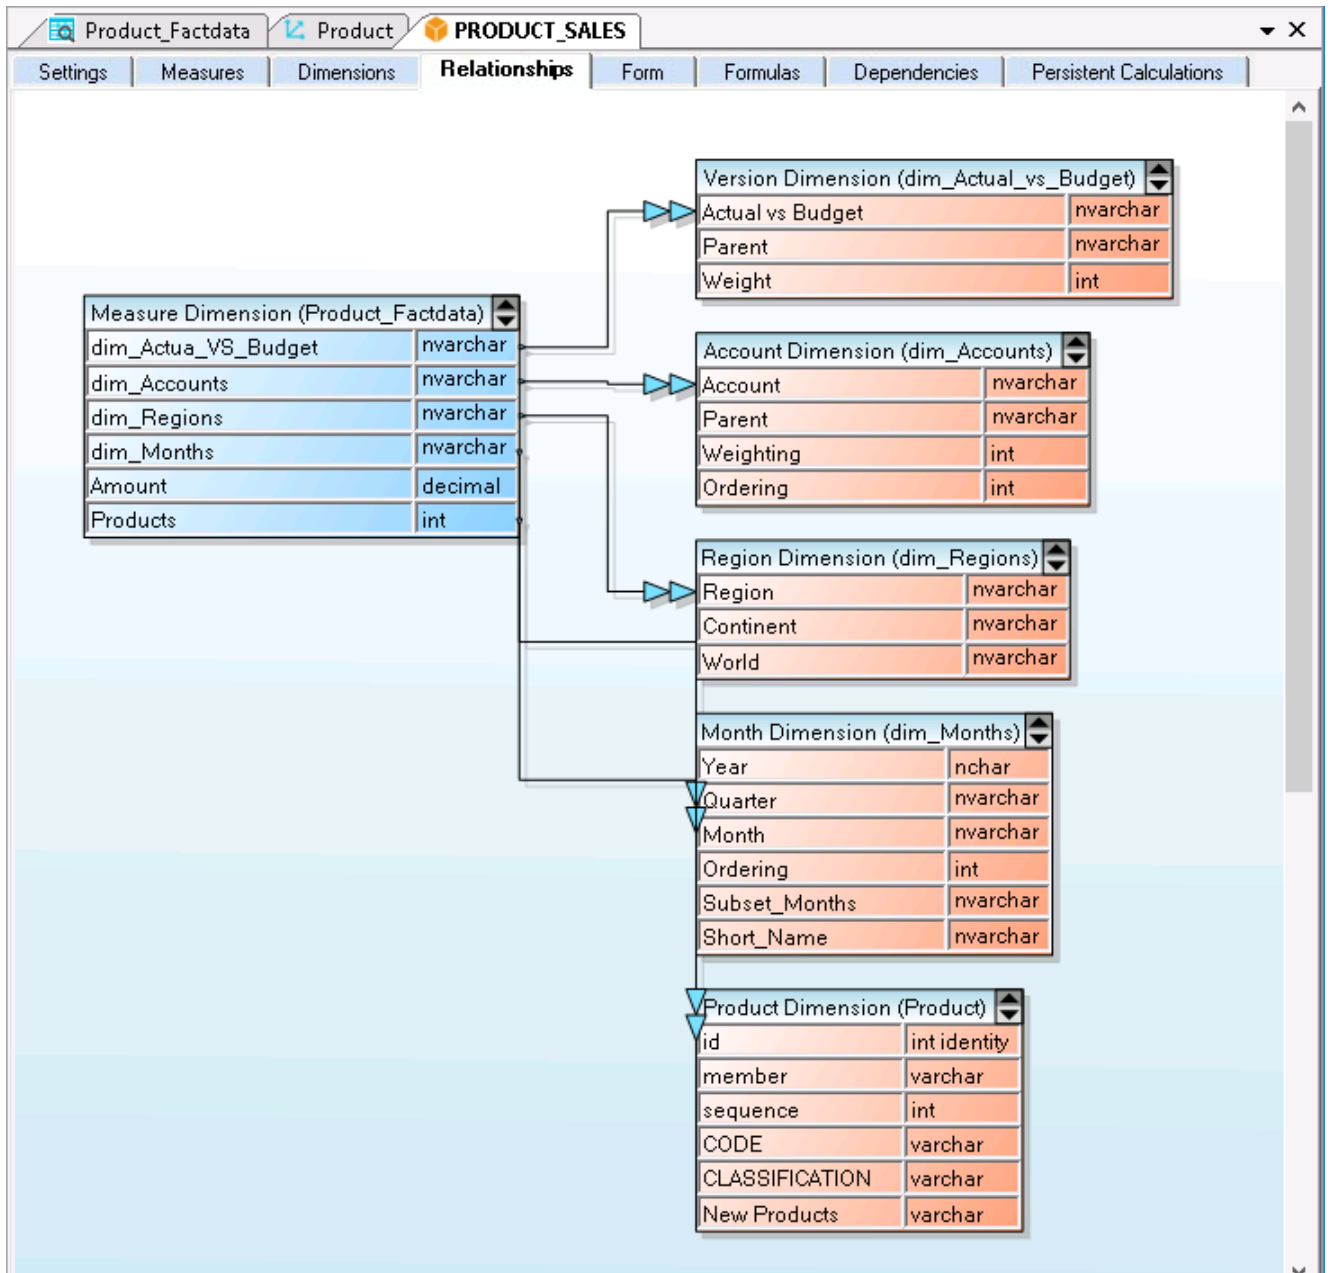 Product_Factdata Product PRODUCT_SALES
Settings Measures Dimensions Relationships Form Formulas Dependencies Persistent Calculations
Version Dimension (dim_Actual_vs_Budget)
Actual vs Budget nvarchar
Parent nvarchar
Weight int
Measure Dimension (Product_Factdata)
dim_Actua_VS_Budget nvarchar
dim_Accounts nvarchar
dim_Regions nvarchar
dim_Months nvarchar
Amount decimal
Products int
Account Dimension (dim_Accounts)
Account nvarchar
Parent nvarchar
Weighting int
Ordering int
Region Dimension (dim_Regions)
Region nvarchar
Continent nvarchar
World nvarchar
Month Dimension (dim_Months)
Year nchar
Quarter nvarchar
Month nvarchar
Ordering int
Subset_Months nvarchar
Short_Name nvarchar
Product Dimension (Product)
id int identity
member varchar
sequence int
CODE varchar
CLASSIFICATION varchar
New Products varchar